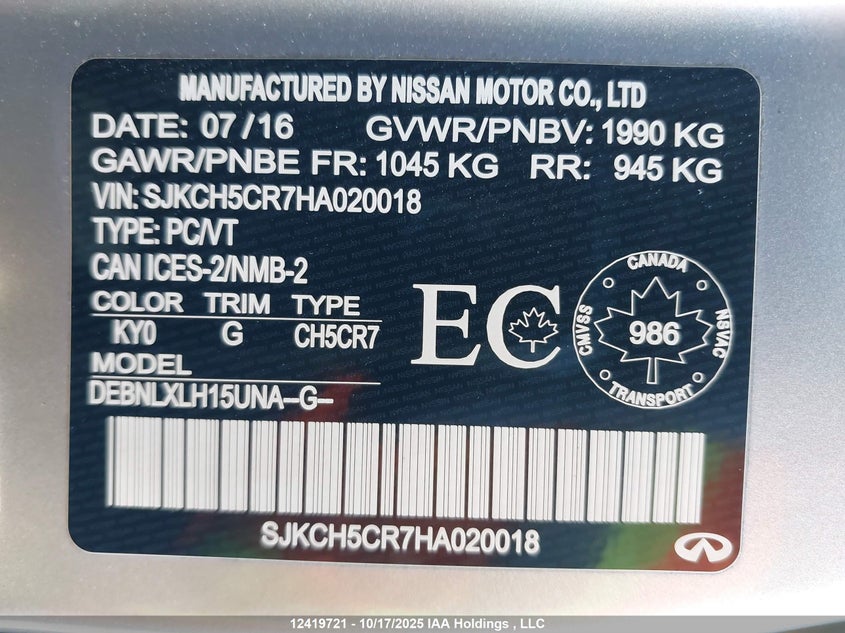 MANUFACTURED BY NISSAN MOTOR CO., LTD
DATE: 07/16 GVWR/PNBV: 1990 KG
GAWR/PNBE FR: 1045 KG RR: 945 KG
VIN: SJKCH5CR7HA020018
TYPE: PC/VT
CAN ICES-2/NMB-2
COLOR TRIM TYPE
KY0 G CH5CR7
MODEL
DEBNLXLH15UNA--G--
EC
CANADA
CMVSS 986 NSVAC
TRANSPORT
SJKCH5CR7HA020018
12419721 - 10/17/2025 IAA Holdings , LLC